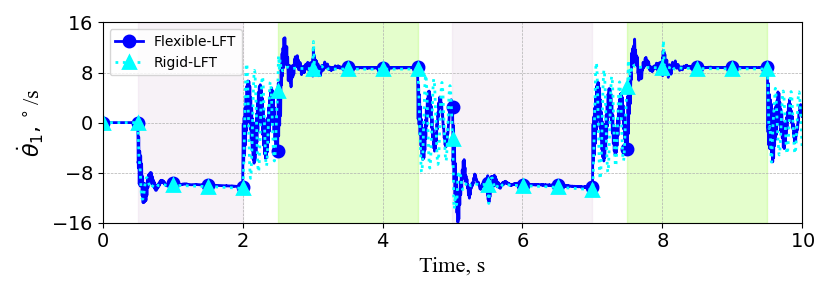 16
8
0
−8
−16
θ̇₁, °/s
Flexible-LFT
Rigid-LFT
0
2
4
6
8
10
Time, s